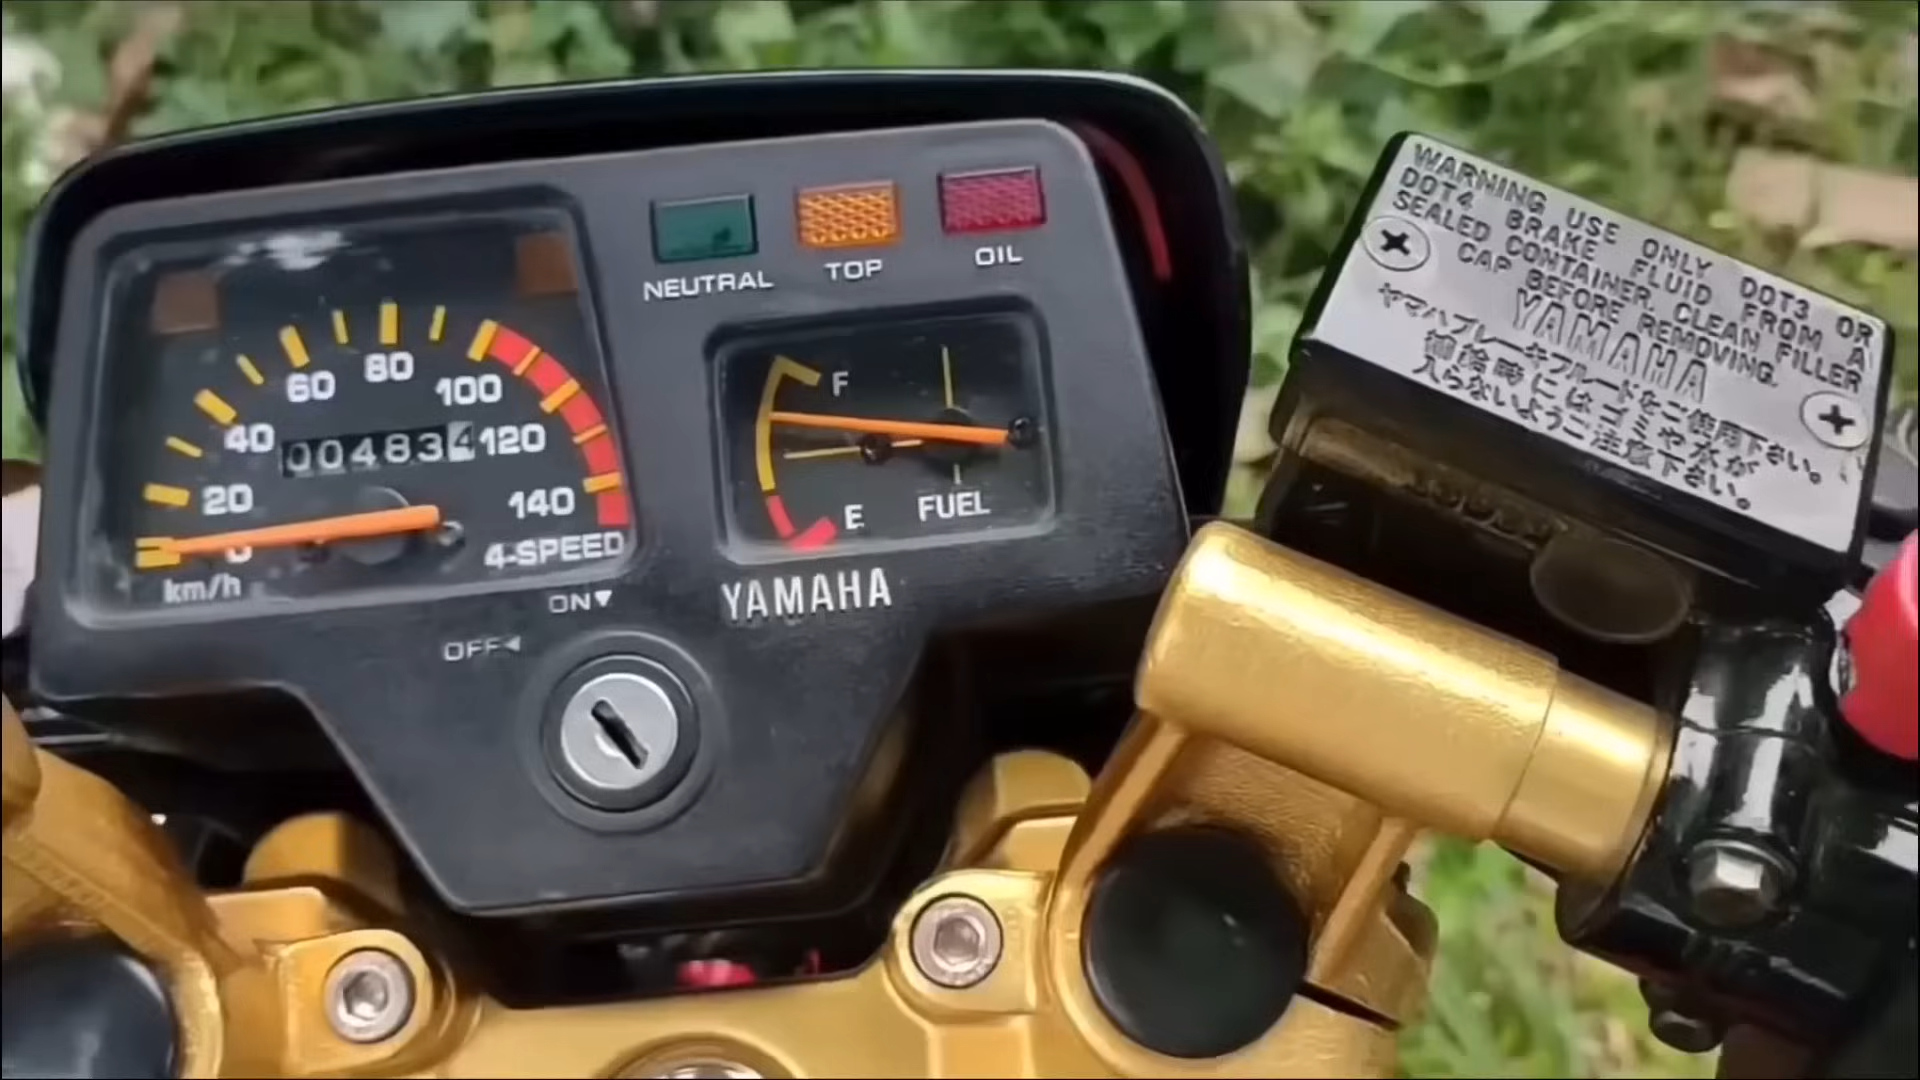 NEUTRAL
TOP
OIL
60
80
100
40
004834
120
20
140
0
4-SPEED
km/h
F
E
FUEL
ON▼
OFF◄
YAMAHA
WARNING USE ONLY DOT3 OR
DOT4 BRAKE FLUID FROM A
SEALED CONTAINER. CLEAN FILLER
CAP BEFORE REMOVING.
YAMAHA
ヤマハブレーキフルードをご使用下さい。
補給時にはゴミや水が
入らないようご注意下さい。